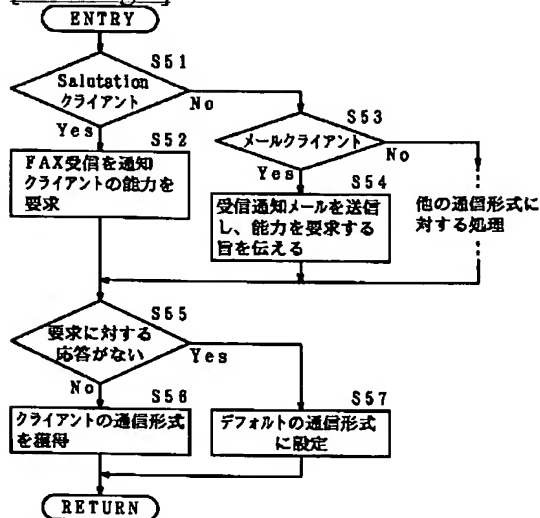 ENTRY
S51
Salutation
クライアント
No
Yes
S52
FAX受信を通知
クライアントの能力を
要求
S53
メールクライアント
No
Yes
S54
受信通知メールを送信
し、能力を要求する
旨を伝える
他の通信形式に
対する処理
S55
要求に対する
応答がない
Yes
No
S56
クライアントの通信形式
を獲得
S57
デフォルトの通信形式
に設定
RETURN